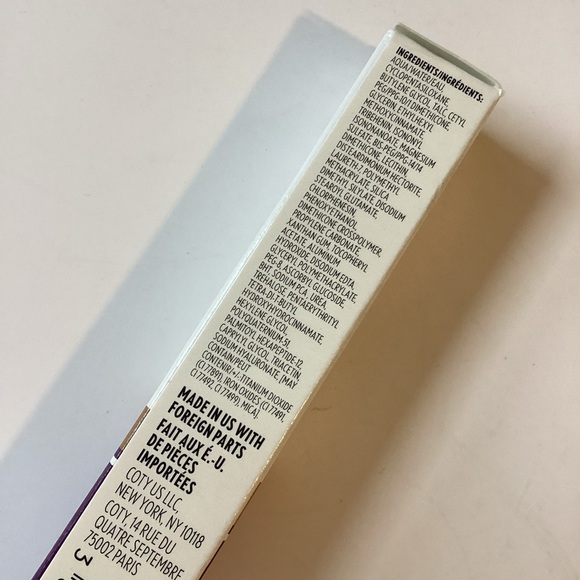 INGREDIENTS/INGRÉDIENTS:
AQUA/WATER/EAU,
CYCLOPENTASILOXANE,
BUTYLENE GLYCOL, TALC, CETYL
PEG/PPG-10/1 DIMETHICONE,
GLYCERIN, ETHYLHEXYL
METHOXYCINNAMATE,
TRIBEHENIN, ISONONYL
ISONONANOATE, MAGNESIUM
SULFATE, BIS-PEG/PPG-14/14
DIMETHICONE, LECITHIN,
DISTEARDIMONIUM HECTORITE,
LAURETH-7, POLYMETHYL
METHACRYLATE, SILICA
DIMETHYL SILYLATE, DISODIUM
STEAROYL GLUTAMATE,
CHLORPHENESIN,
PHENOXYETHANOL,
DIMETHICONE CROSSPOLYMER,
PROPYLENE CARBONATE,
XANTHAN GUM, TOCOPHERYL
ACETATE, ALUMINUM
HYDROXIDE, DISODIUM EDTA,
GLYCERYL POLYMETHACRYLATE,
PEG-8, ASCORBYL GLUCOSIDE,
BHT, SODIUM PCA, UREA,
TREHALOSE, PENTAERYTHRITYL
TETRA-DI-T-BUTYL
HYDROXYHYDROCINNAMATE,
HEXYLENE GLYCOL,
POLYQUATERNIUM-51,
PALMITOYL HEXAPEPTIDE-12,
CAPRYLYL GLYCOL, TRIACETIN,
SODIUM HYALURONATE, [MAY
CONTAIN/PEUT
CONTENIR/+/-:TITANIUM DIOXIDE
(CI 77891), IRON OXIDES (CI 77491,
CI 77492, CI 77499), MICA].
MADE IN US WITH
FOREIGN PARTS
FAIT AUX É.-U.
DE PIÈCES
IMPORTÉES
COTY US LLC,
NEW YORK, NY 10118
COTY, 14 RUE DU
QUATRE SEPTEMBRE
75002 PARIS
3